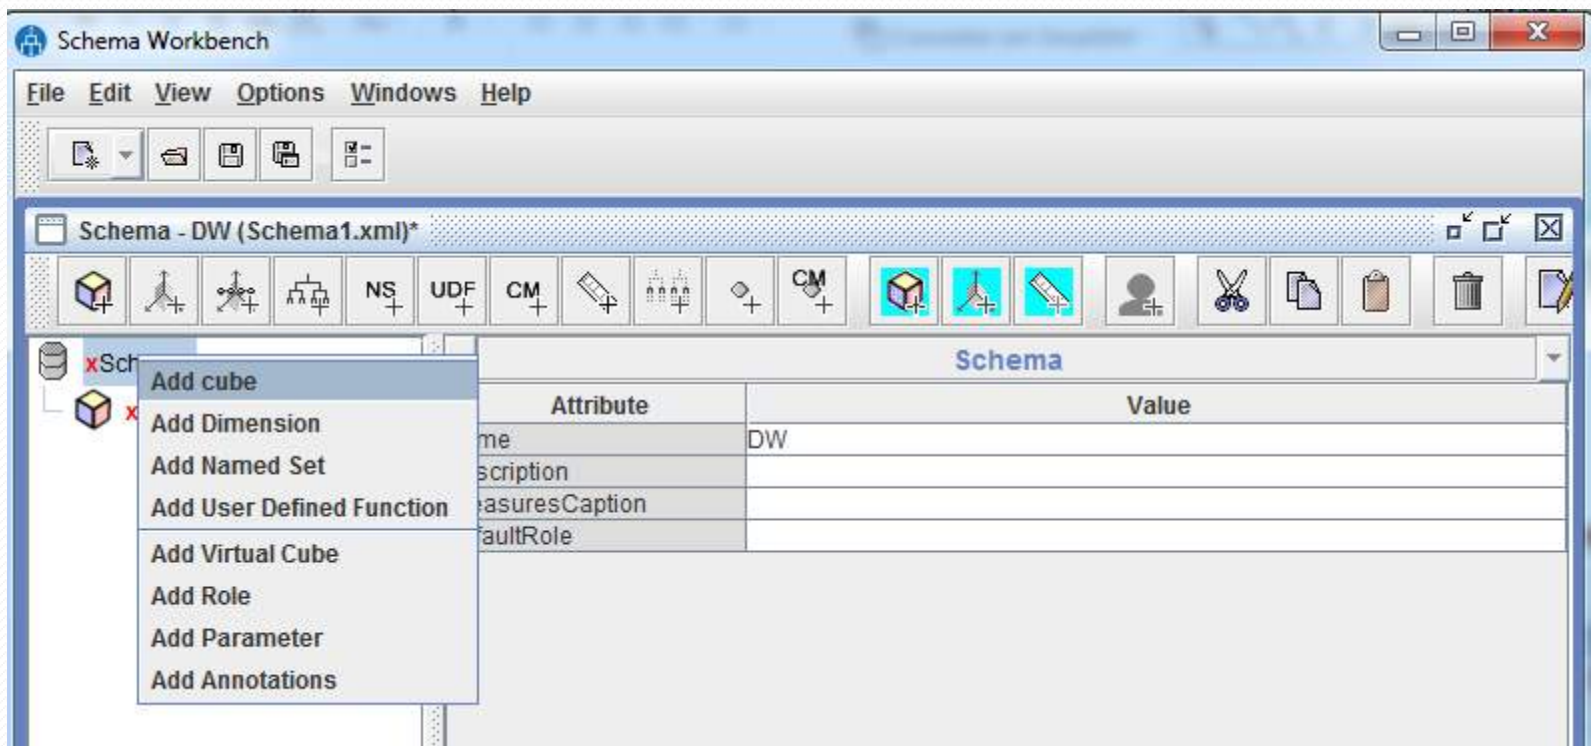 Schema Workbench
File Edit View Options Windows Help
Schema - DW (Schema1.xml)*
NS UDF CM CM
xSch
x
Add cube
Add Dimension
Add Named Set
Add User Defined Function
Add Virtual Cube
Add Role
Add Parameter
Add Annotations
Schema
Attribute Value
me DW
scription
easuresCaption
faultRole